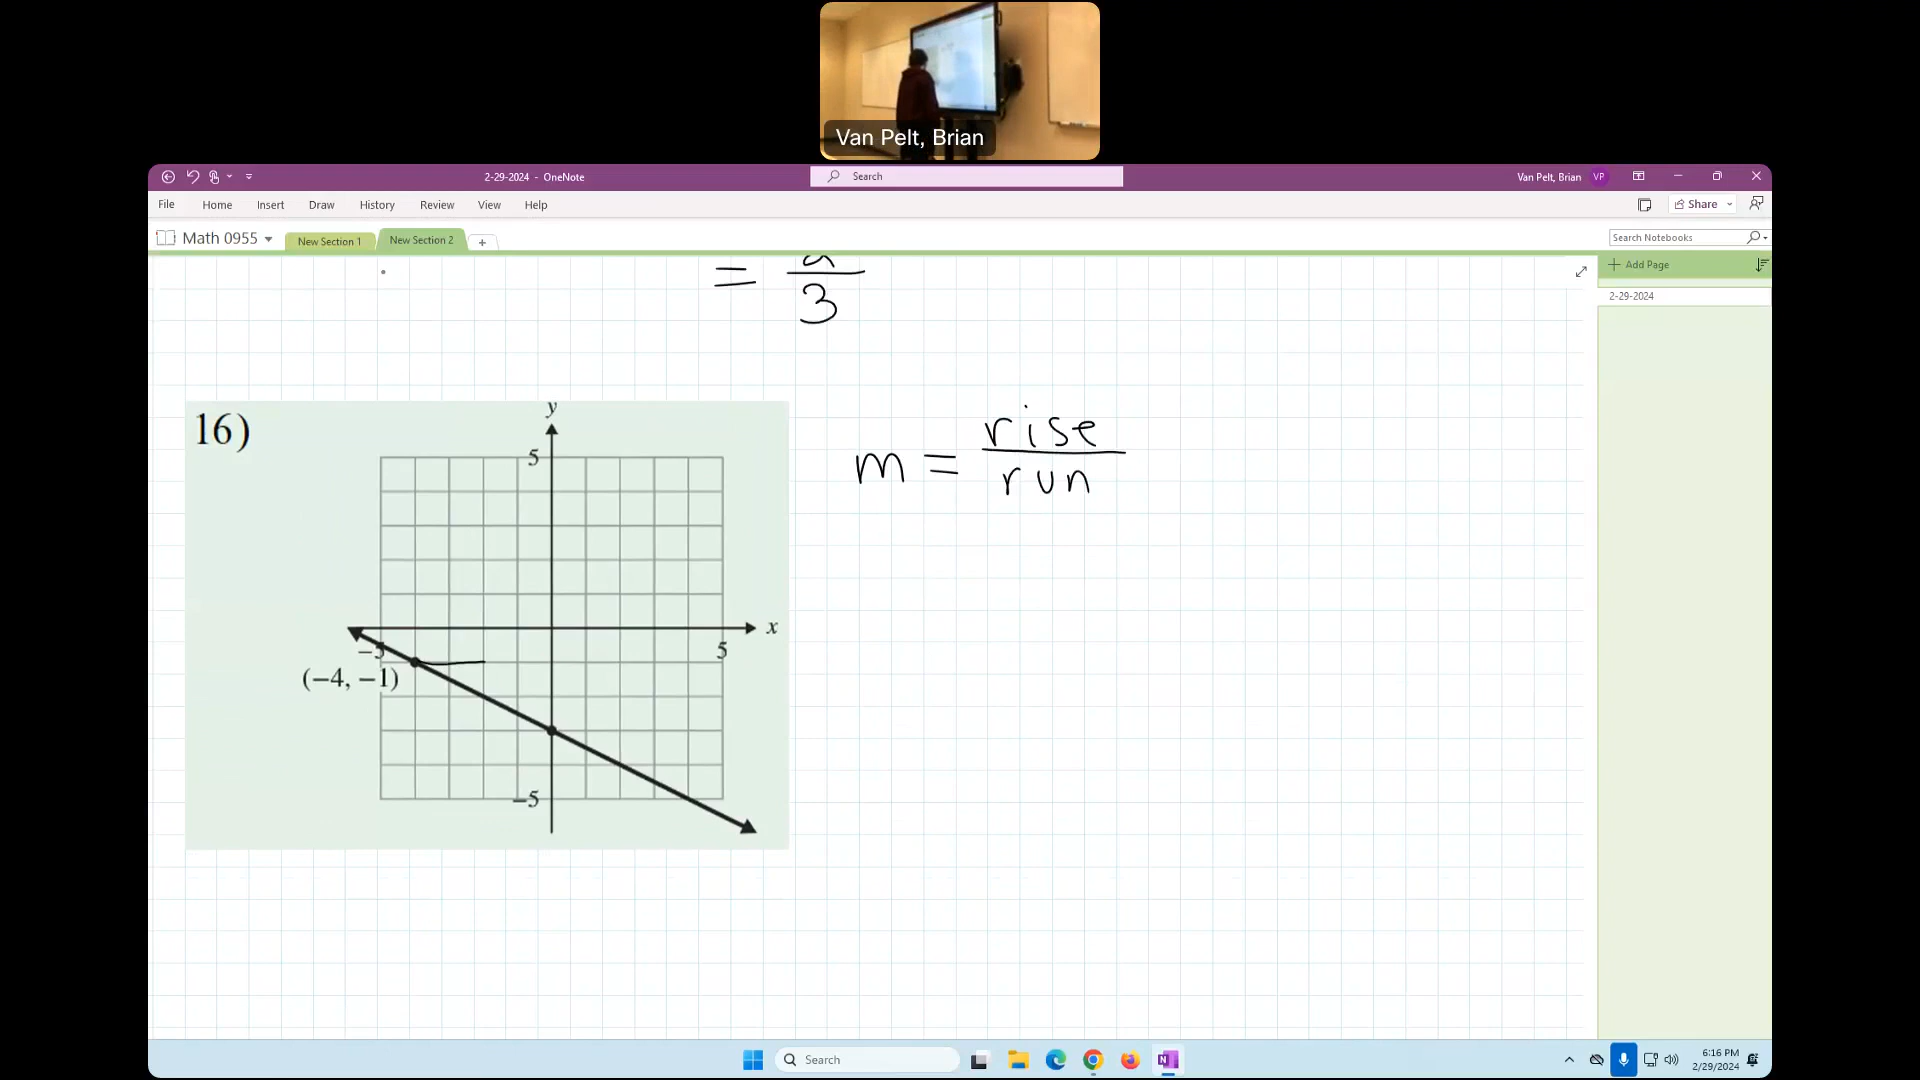 Van Pelt, Brian
2-29-2024 - OneNote
Search
Van Pelt, Brian VP
File Home Insert Draw History Review View Help
Share
Math 0955
New Section 1
New Section 2
Search Notebooks
Add Page
2-29-2024
=
3
16)
y
5
x
−5
5
(−4, −1)
−5
m = rise
run
Search
6:16 PM
2/29/2024